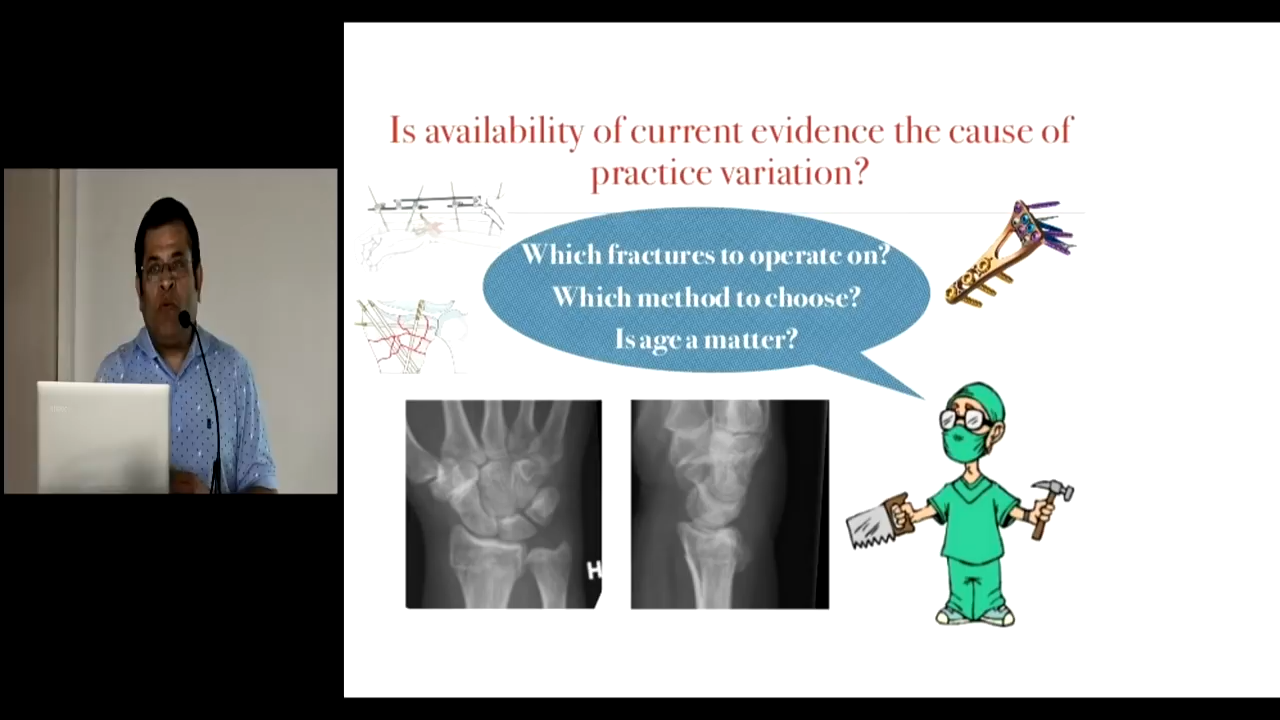 Is availability of current evidence the cause of
practice variation?
Which fractures to operate on?
Which method to choose?
Is age a matter?
H